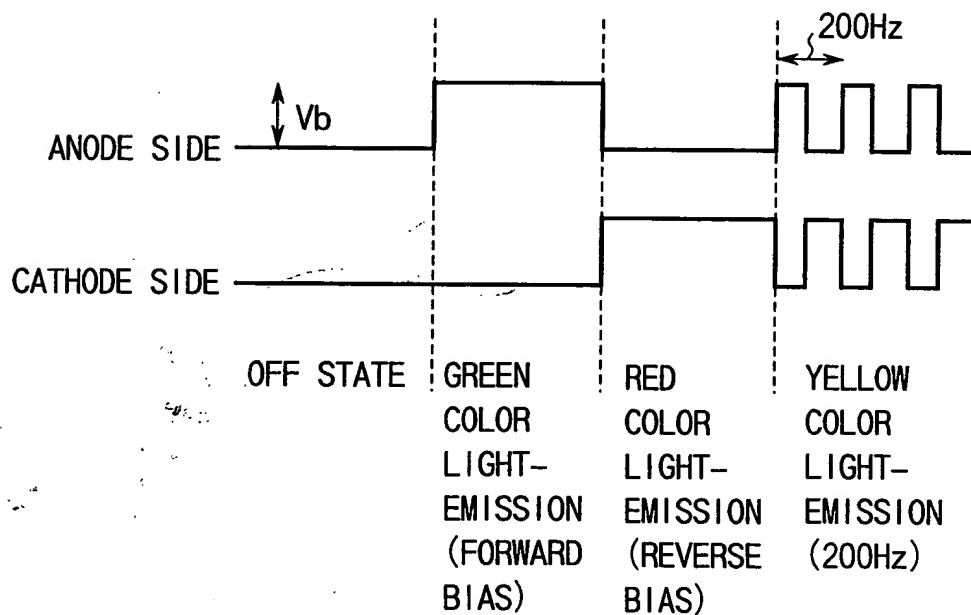 200Hz
Vb
ANODE SIDE
CATHODE SIDE
OFF STATE
GREEN
COLOR
LIGHT-
EMISSION
(FORWARD
BIAS)
RED
COLOR
LIGHT-
EMISSION
(REVERSE
BIAS)
YELLOW
COLOR
LIGHT-
EMISSION
(200Hz)